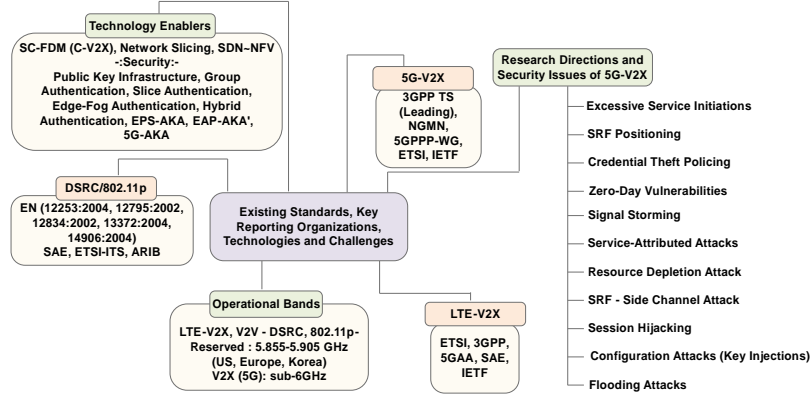 Technology Enablers
SC-FDM (C-V2X), Network Slicing, SDN~NFV
-:Security:-
Public Key Infrastructure, Group
Authentication, Slice Authentication,
Edge-Fog Authentication, Hybrid
Authentication, EPS-AKA, EAP-AKA',
5G-AKA
5G-V2X
3GPP TS
(Leading),
NGMN,
5GPPP-WG,
ETSI, IETF
Research Directions and
Security Issues of 5G-V2X
Excessive Service Initiations
SRF Positioning
Credential Theft Policing
Zero-Day Vulnerabilities
Signal Storming
Service-Attributed Attacks
Resource Depletion Attack
SRF - Side Channel Attack
Session Hijacking
Configuration Attacks (Key Injections)
Flooding Attacks
DSRC/802.11p
EN (12253:2004, 12795:2002,
12834:2002, 13372:2004,
14906:2004)
SAE, ETSI-ITS, ARIB
Existing Standards, Key
Reporting Organizations,
Technologies and Challenges
Operational Bands
LTE-V2X, V2V - DSRC, 802.11p-
Reserved : 5.855-5.905 GHz
(US, Europe, Korea)
V2X (5G): sub-6GHz
LTE-V2X
ETSI, 3GPP,
5GAA, SAE,
IETF